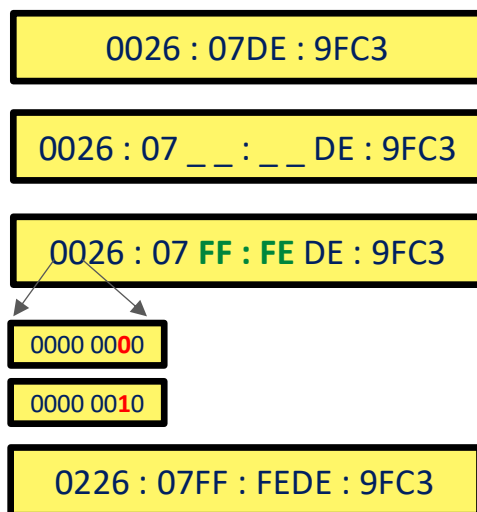 0026 : 07DE : 9FC3
0026 : 07 _ _ : _ _ DE : 9FC3
0026 : 07 FF : FE DE : 9FC3
0000 0000
0000 0010
0226 : 07FF : FEDE : 9FC3